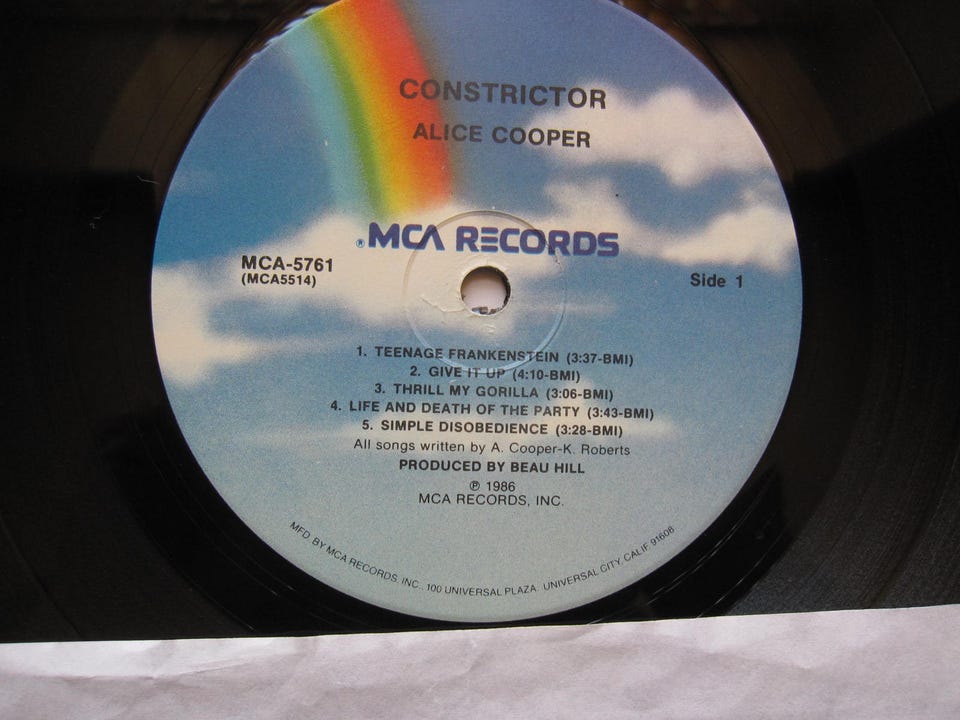 CONSTRICTOR
ALICE COOPER
®MCA RECORDS
MCA-5761
(MCA5514)
Side 1
1. TEENAGE FRANKENSTEIN (3:37-BMI)
2. GIVE IT UP (4:10-BMI)
3. THRILL MY GORILLA (3:06-BMI)
4. LIFE AND DEATH OF THE PARTY (3:43-BMI)
5. SIMPLE DISOBEDIENCE (3:28-BMI)
All songs written by A. Cooper-K. Roberts
PRODUCED BY BEAU HILL
℗ 1986
MCA RECORDS, INC.
MFD. BY MCA RECORDS, INC., 100 UNIVERSAL PLAZA, UNIVERSAL CITY, CALIF. 91608